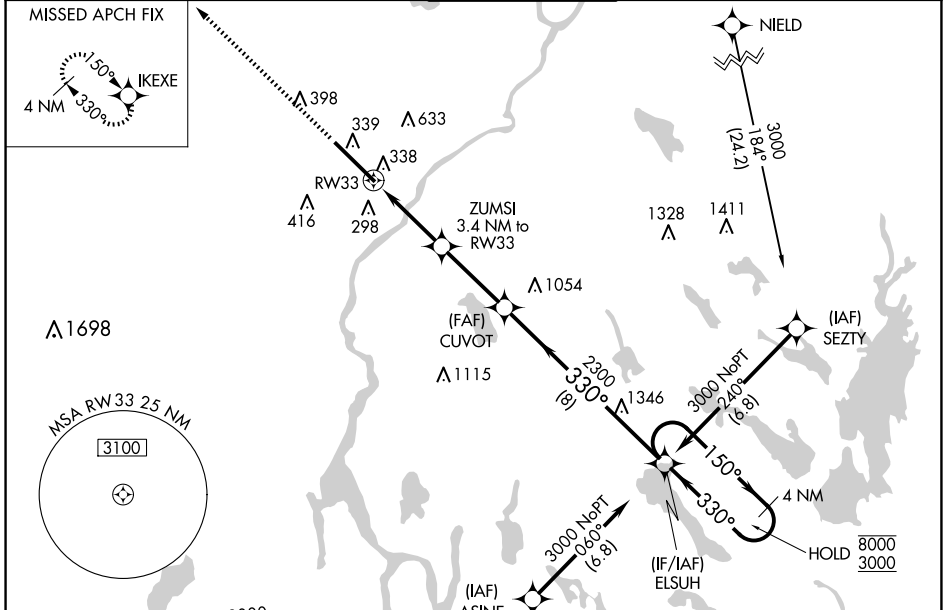 MISSED APCH FIX
150°
IKEXE
4 NM
330°
NIELD
3000
184°
(24.2)
398
339
633
338
RW33
416
298
ZUMSI
3.4 NM to
RW33
1328
1411
1054
(FAF)
CUVOT
1698
1115
(IAF)
SEZTY
2300
330°
(8)
1346
3000 NoPT
240°
(6.8)
MSA RW33 25 NM
3100
150°
330°
4 NM
HOLD
8000
3000
(IF/IAF)
ELSUH
3000 NoPT
060°
(6.8)
(IAF)